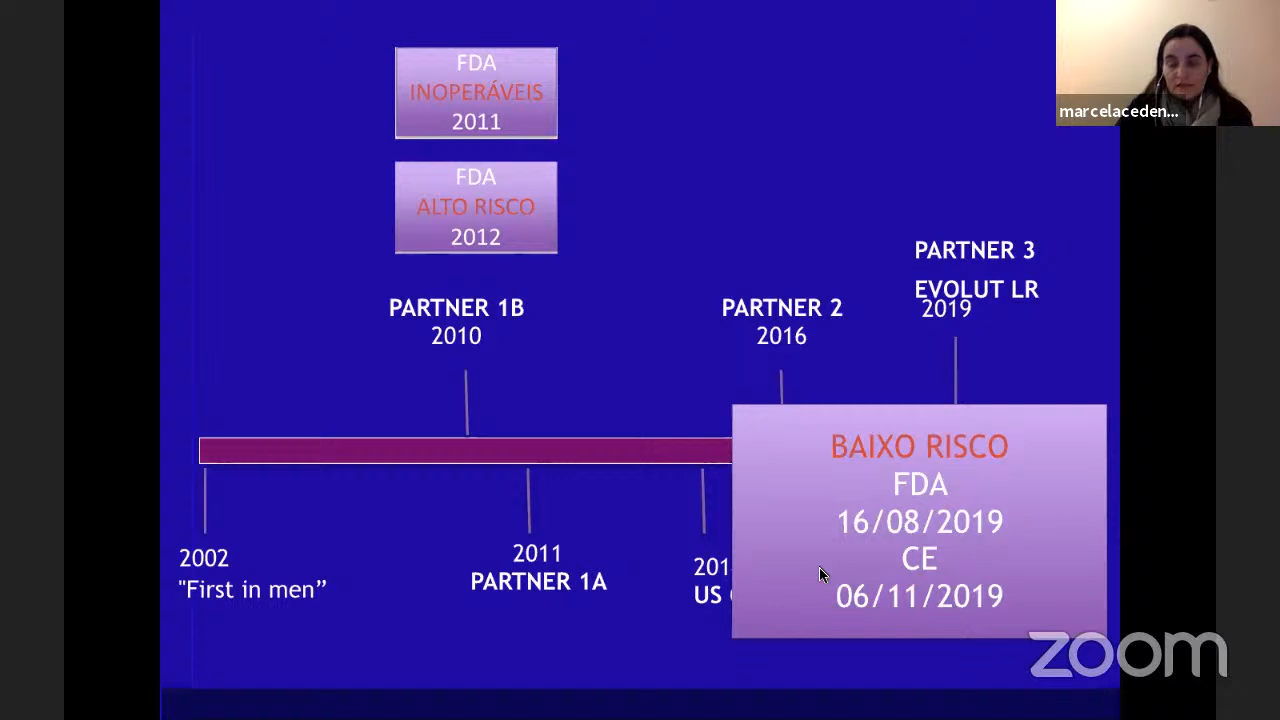 FDA
INOPERÁVEIS
2011
FDA
ALTO RISCO
2012
marcelaceden...
PARTNER 3
EVOLUT LR
2019
PARTNER 1B
2010
PARTNER 2
2016
BAIXO RISCO
FDA
16/08/2019
CE
06/11/2019
2002
"First in men”
2011
PARTNER 1A
201
US
zoom